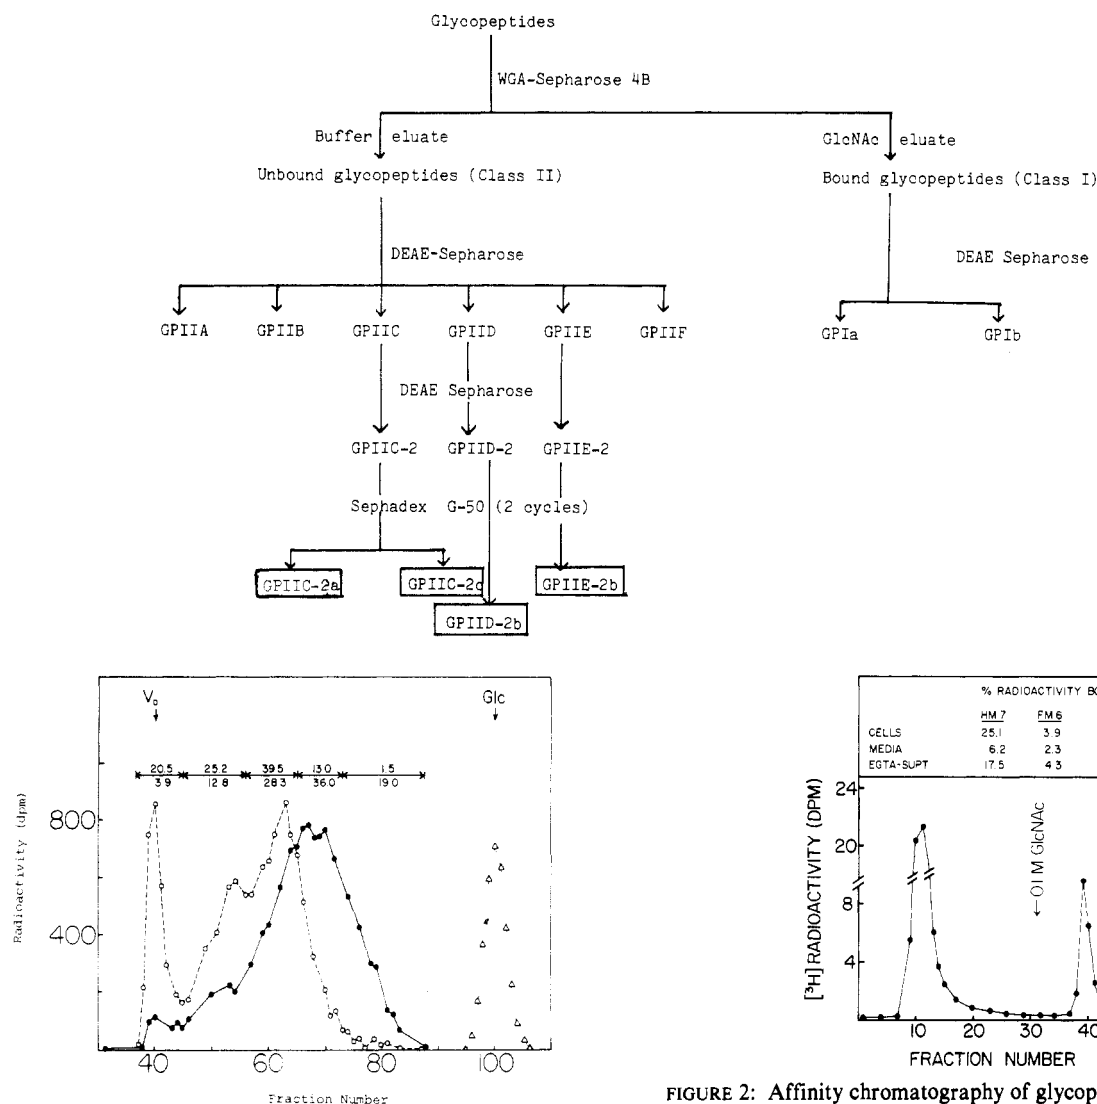 Glycopeptides
WGA-Sepharose 4B
Buffer eluate
GlcNAc eluate
Unbound glycopeptides (Class II)
Bound glycopeptides (Class I)
DEAE-Sepharose
DEAE Sepharose
GPIIA GPIIB GPIIC GPIID GPIIE GPIIF
GPIa GPIb
DEAE Sepharose
GPIIC-2 GPIID-2 GPIIE-2
Sephadex G-50 (2 cycles)
GPIIC-2a GPIIC-2c GPIIE-2b
GPIID-2b
Vo
Glc
20.5 25.2 39.5 13.0 1.5
3.9 12.8 28.3 36.0 19.0
800
400
Radioactivity (dpm)
40 60 80 100
Fraction Number
% RADIOACTIVITY BO
HM 7 FM 6
CELLS 25.1 3.9
MEDIA 6.2 2.3
EGTA-SUPT 17.5 4.3
24
20
8
4
[³H] RADIOACTIVITY (DPM)
←0.1 M GlcNAc
10 20 30 40
FRACTION NUMBER
FIGURE 2: Affinity chromatography of glycop